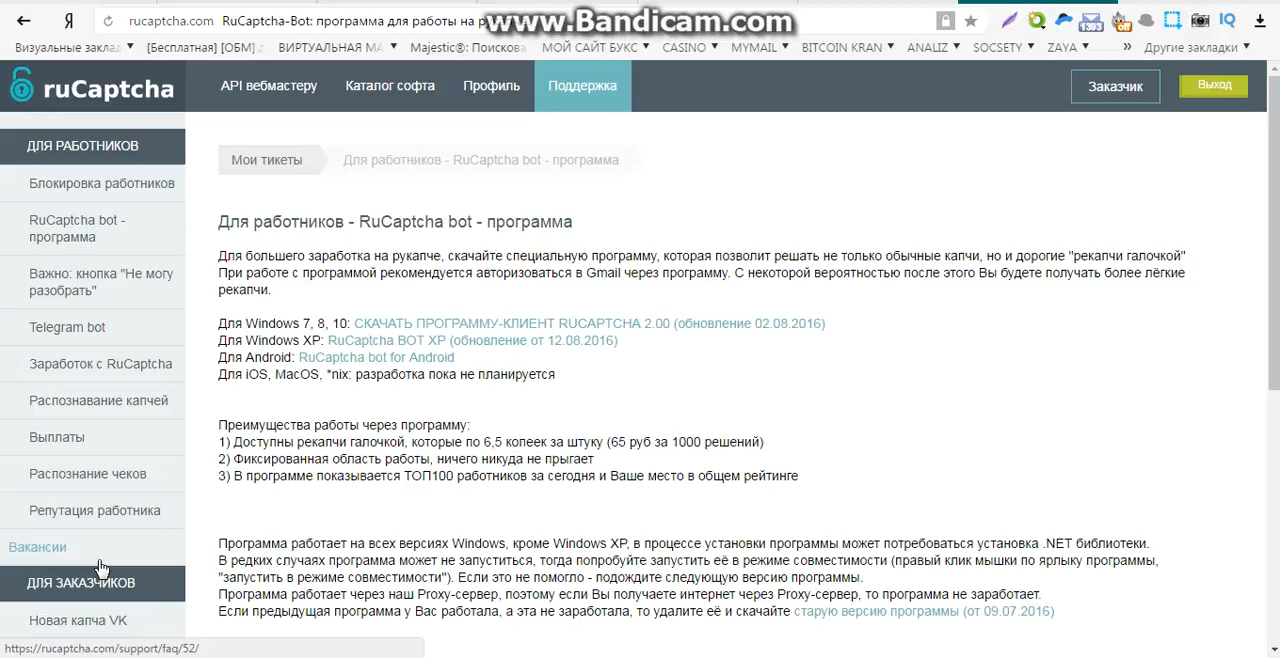 rucaptcha.com RuCaptcha-Bot: программа для работы на
www.Bandicam.com
Визуальные заклад
[Бесплатная] [ОБМ]
ВИРТУАЛЬНАЯ МА
Majestic®: Поискова
МОЙ САЙТ БУКС
CASINO
MYMAIL
BITCOIN KRAN
ANALIZ
SOCSETY
ZAYA
» Другие закладки
ruCaptcha
API вебмастеру
Каталог софта
Профиль
Поддержка
Заказчик
Выход
ДЛЯ РАБОТНИКОВ
Блокировка работников
RuCaptcha bot -
программа
Важно: кнопка "Не могу
разобрать"
Telegram bot
Заработок с RuCaptcha
Распознавание капчей
Выплаты
Распознание чеков
Репутация работника
Вакансии
ДЛЯ ЗАКАЗЧИКОВ
Новая капча VK
https://rucaptcha.com/support/faq/52/
Мои тикеты
Для работников - RuCaptcha bot - программа
Для работников - RuCaptcha bot - программа
Для большего заработка на рукапче, скачайте специальную программу, которая позволит решать не только обычные капчи, но и дорогие "рекапчи галочкой"
При работе с программой рекомендуется авторизоваться в Gmail через программу. С некоторой вероятностью после этого Вы будете получать более лёгкие
рекапчи.
Для Windows 7, 8, 10: СКАЧАТЬ ПРОГРАММУ-КЛИЕНТ RUCAPTCHA 2.00 (обновление 02.08.2016)
Для Windows XP: RuCaptcha BOT XP (обновление от 12.08.2016)
Для Android: RuCaptcha bot for Android
Для iOS, MacOS, *nix: разработка пока не планируется
Преимущества работы через программу:
1) Доступны рекапчи галочкой, которые по 6,5 копеек за штуку (65 руб за 1000 решений)
2) Фиксированная область работы, ничего никуда не прыгает
3) В программе показывается ТОП100 работников за сегодня и Ваше место в общем рейтинге
Программа работает на всех версиях Windows, кроме Windows XP, в процессе установки программы может потребоваться установка .NET библиотеки.
В редких случаях программа может не запуститься, тогда попробуйте запустить её в режиме совместимости (правый клик мышки по ярлыку программы,
"запустить в режиме совместимости"). Если это не помогло - подождите следующую версию программы.
Программа работает через наш Proxy-сервер, поэтому если Вы получаете интернет через Proxy-сервер, то программа не заработает.
Если предыдущая программа у Вас работала, а эта не заработала, то удалите её и скачайте старую версию программы (от 09.07.2016)